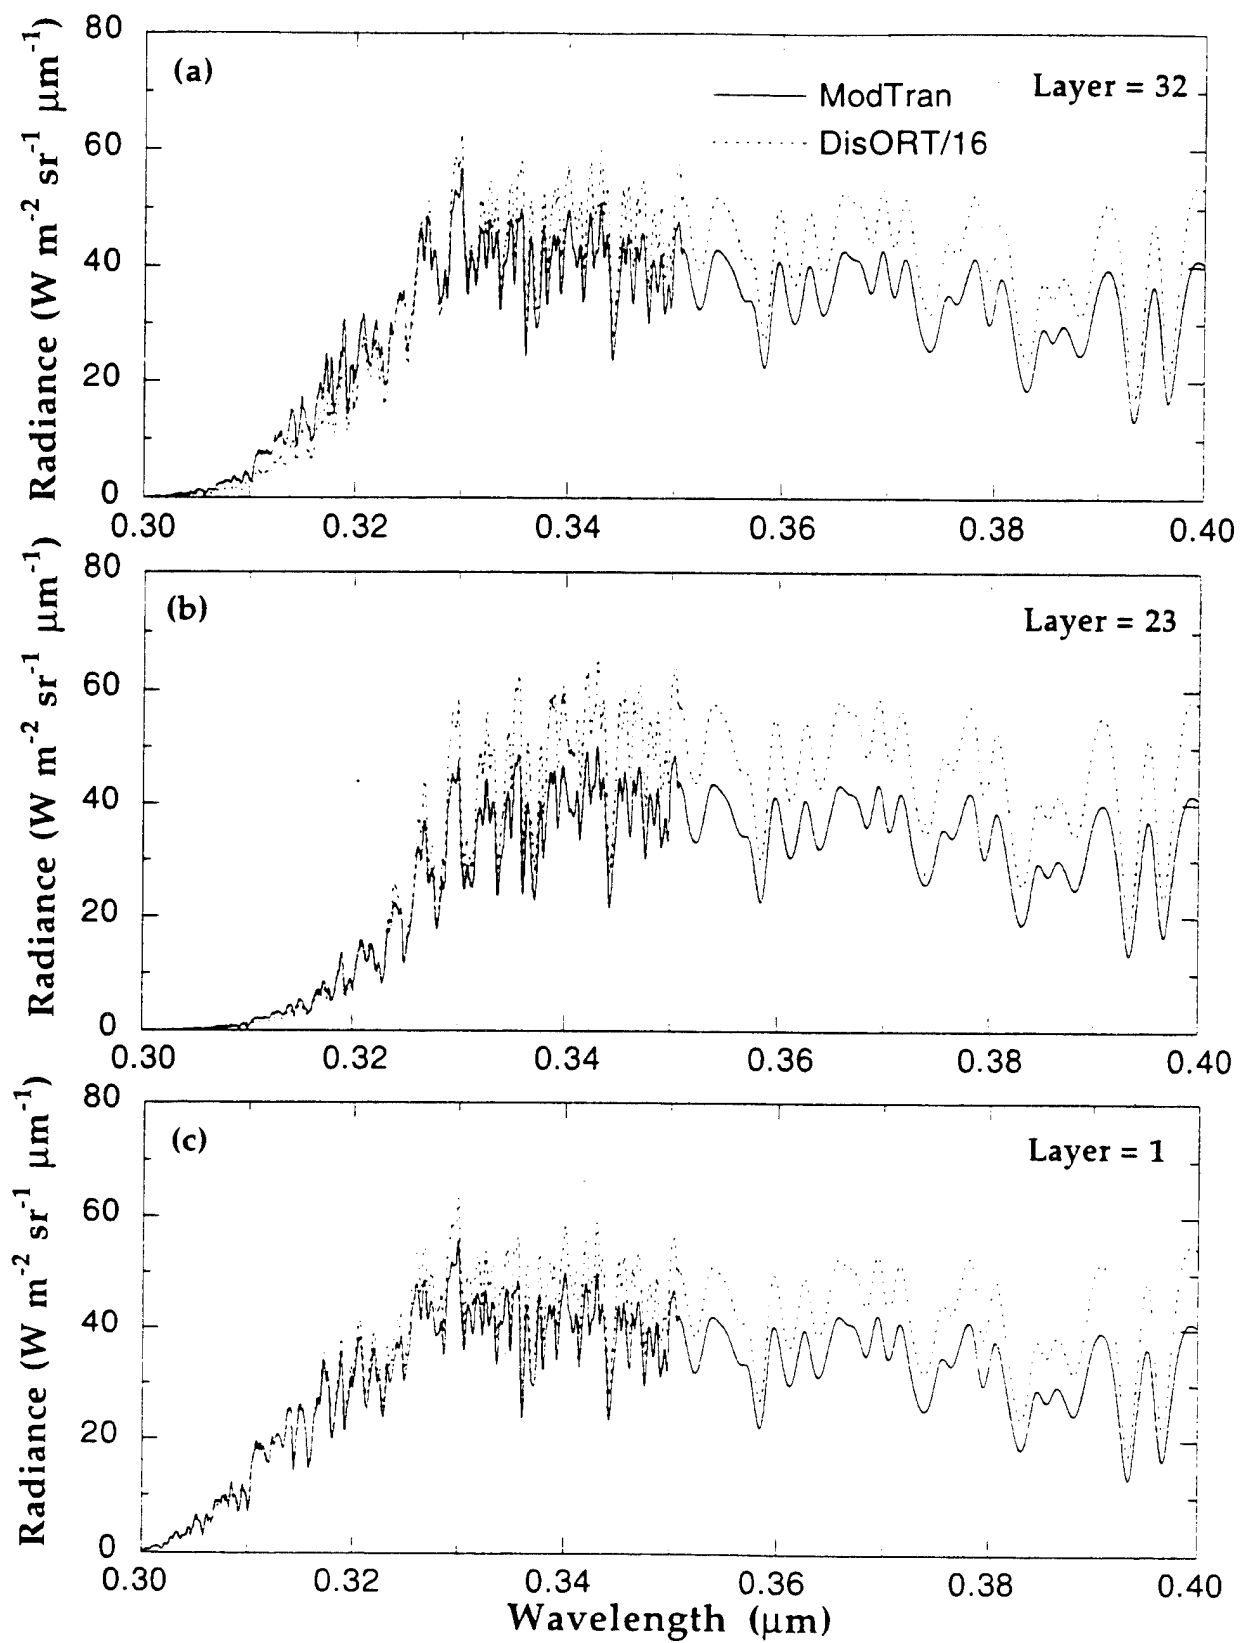 80
(a)
ModTran
Layer = 32
DisORT/16
60
40
20
0
Radiance (W m⁻² sr⁻¹ μm⁻¹)
0.30 0.32 0.34 0.36 0.38 0.40
80
(b)
Layer = 23
60
40
20
0
Radiance (W m⁻² sr⁻¹ μm⁻¹)
0.30 0.32 0.34 0.36 0.38 0.40
80
(c)
Layer = 1
60
40
20
0
Radiance (W m⁻² sr⁻¹ μm⁻¹)
0.30 0.32 0.34 0.36 0.38 0.40
Wavelength (μm)